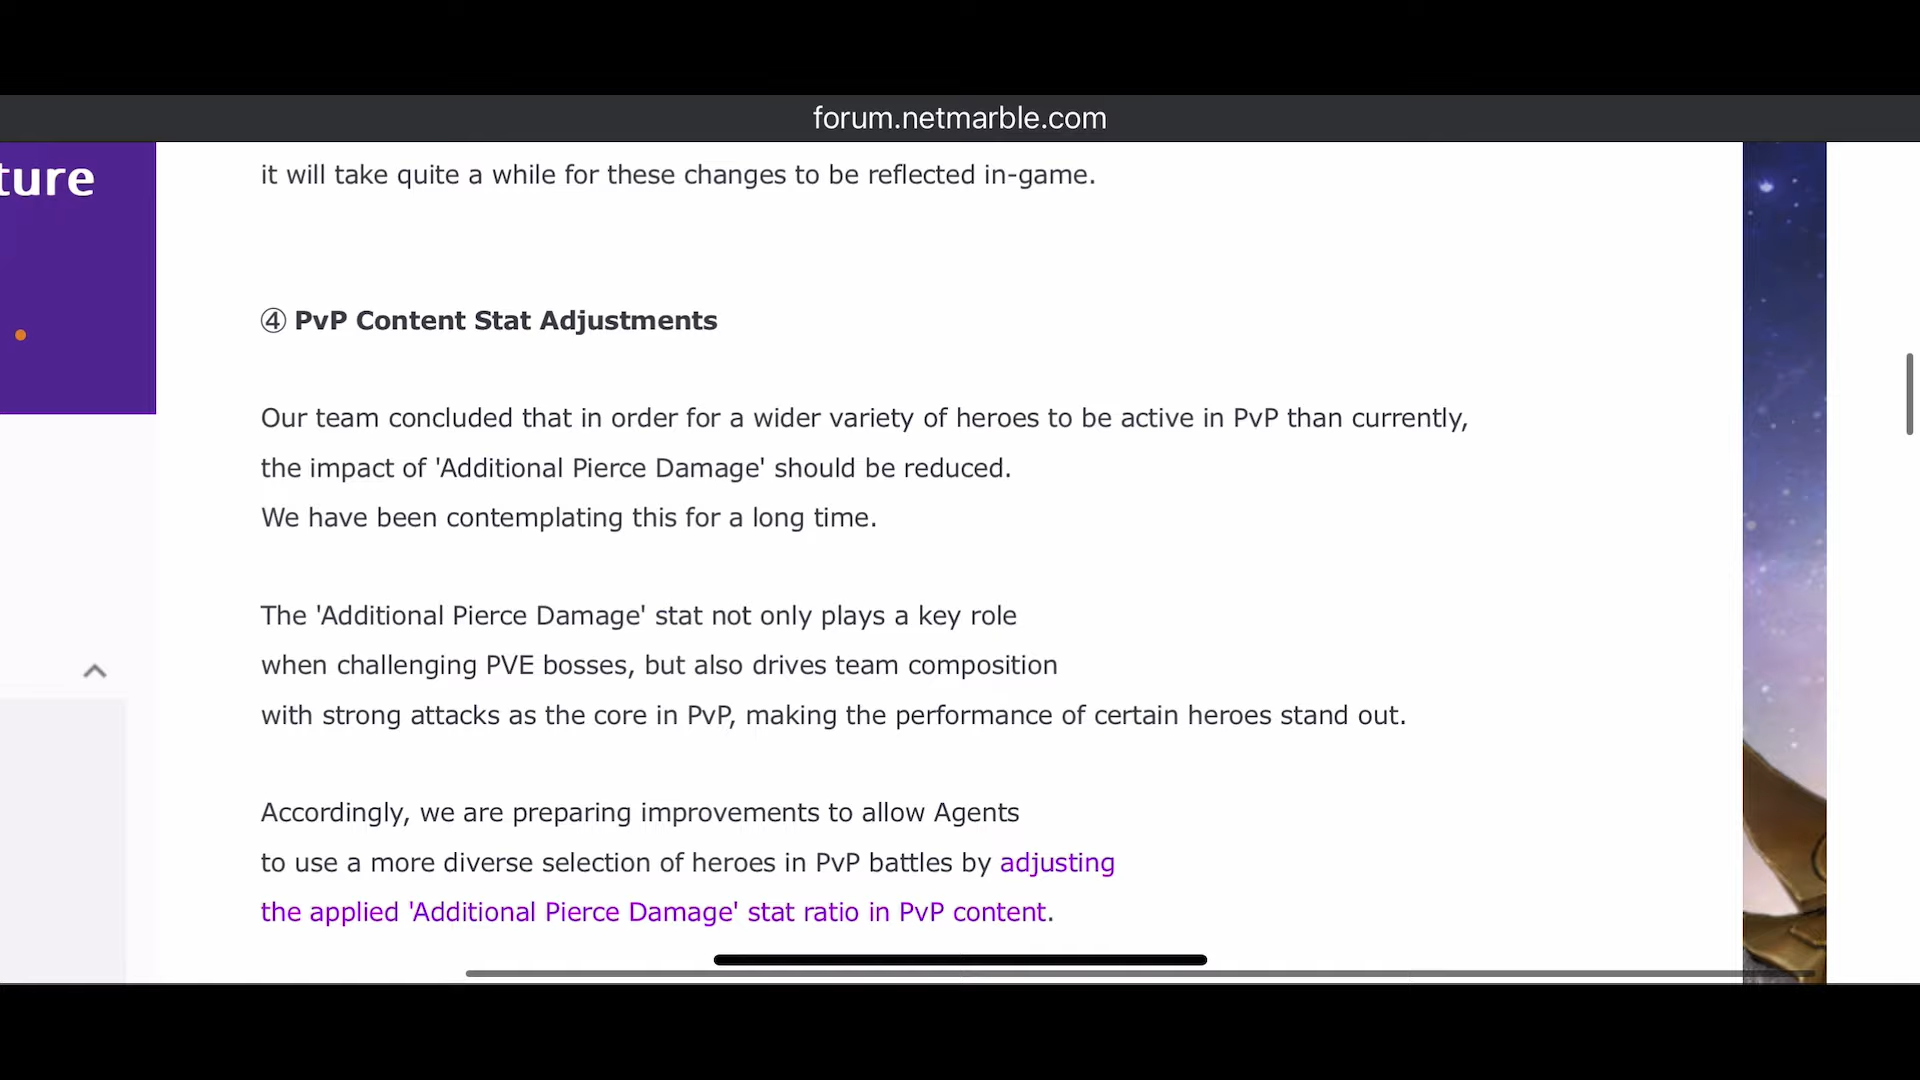 forum.netmarble.com
ture
it will take quite a while for these changes to be reflected in-game.
④ PvP Content Stat Adjustments
Our team concluded that in order for a wider variety of heroes to be active in PvP than currently,
the impact of 'Additional Pierce Damage' should be reduced.
We have been contemplating this for a long time.
The 'Additional Pierce Damage' stat not only plays a key role
when challenging PVE bosses, but also drives team composition
with strong attacks as the core in PvP, making the performance of certain heroes stand out.
Accordingly, we are preparing improvements to allow Agents
to use a more diverse selection of heroes in PvP battles by adjusting
the applied 'Additional Pierce Damage' stat ratio in PvP content.